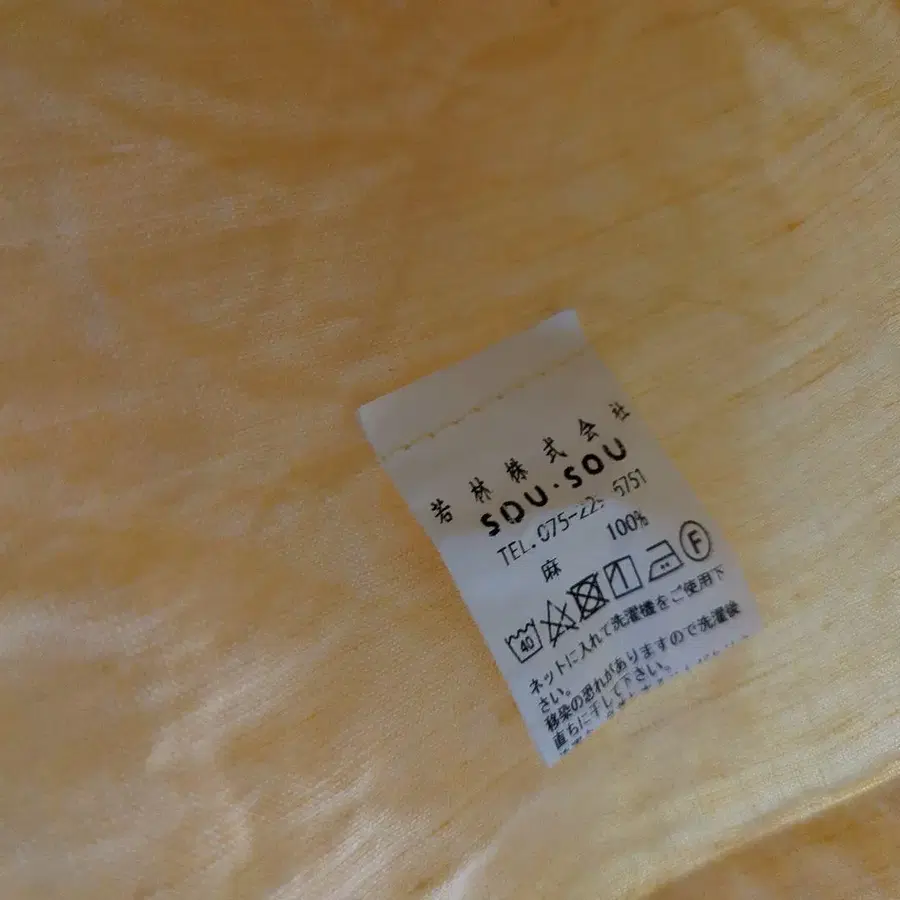 若林株式会社
SOU・SOU
TEL. 075-22 5751
麻 100%
40 F
ネットに入れて洗濯機をご使用下
さい。
移染の恐れがありますので洗濯後
直ちに干して下さい。